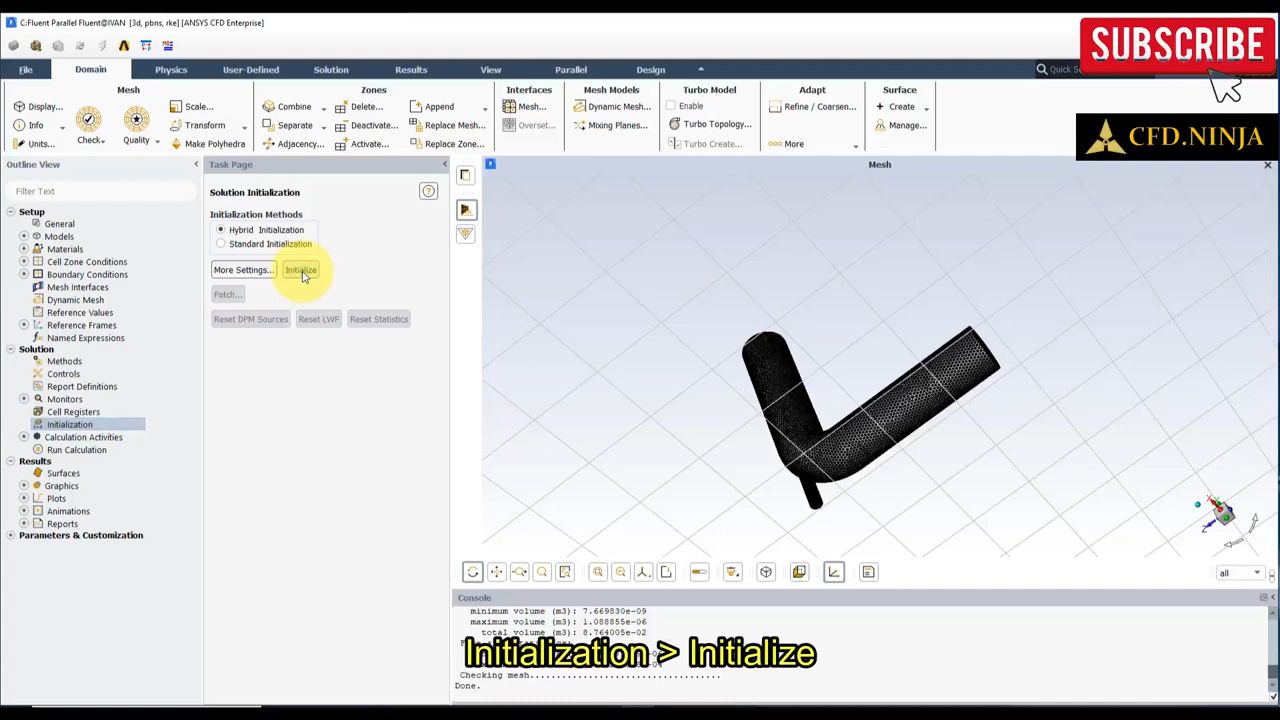 C:Fluent Parallel Fluent@IVAN [3d, pbns, rke] [ANSYS CFD Enterprise]
SUBSCRIBE
File Domain Physics User-Defined Solution Results View Parallel Design Quick Se
CFD.NINJA
Mesh Zones Interfaces Mesh Models Turbo Model Adapt Surface
Display... Scale... Combine Delete... Append Mesh... Dynamic Mesh... Enable Refine / Coarsen... Create
Info Check Quality Transform Separate Deactivate... Replace Mesh... Overset... Mixing Planes... Turbo Topology... Manage...
Units... Make Polyhedra Adjacency... Activate... Replace Zone... Turbo Create... More
Outline View
Filter Text
Setup
General
Models
Materials
Cell Zone Conditions
Boundary Conditions
Mesh Interfaces
Dynamic Mesh
Reference Values
Reference Frames
Named Expressions
Solution
Methods
Controls
Report Definitions
Monitors
Cell Registers
Initialization
Calculation Activities
Run Calculation
Results
Surfaces
Graphics
Plots
Animations
Reports
Parameters & Customization
Task Page
Solution Initialization
Initialization Methods
Hybrid Initialization
Standard Initialization
More Settings... Initialize
Patch...
Reset DPM Sources Reset LWF Reset Statistics
Mesh
all
Console
minimum volume (m3): 7.669830e-09
maximum volume (m3): 1.088855e-06
total volume (m3): 8.764005e-02
Initialization > Initialize
Checking mesh...................................
Done.